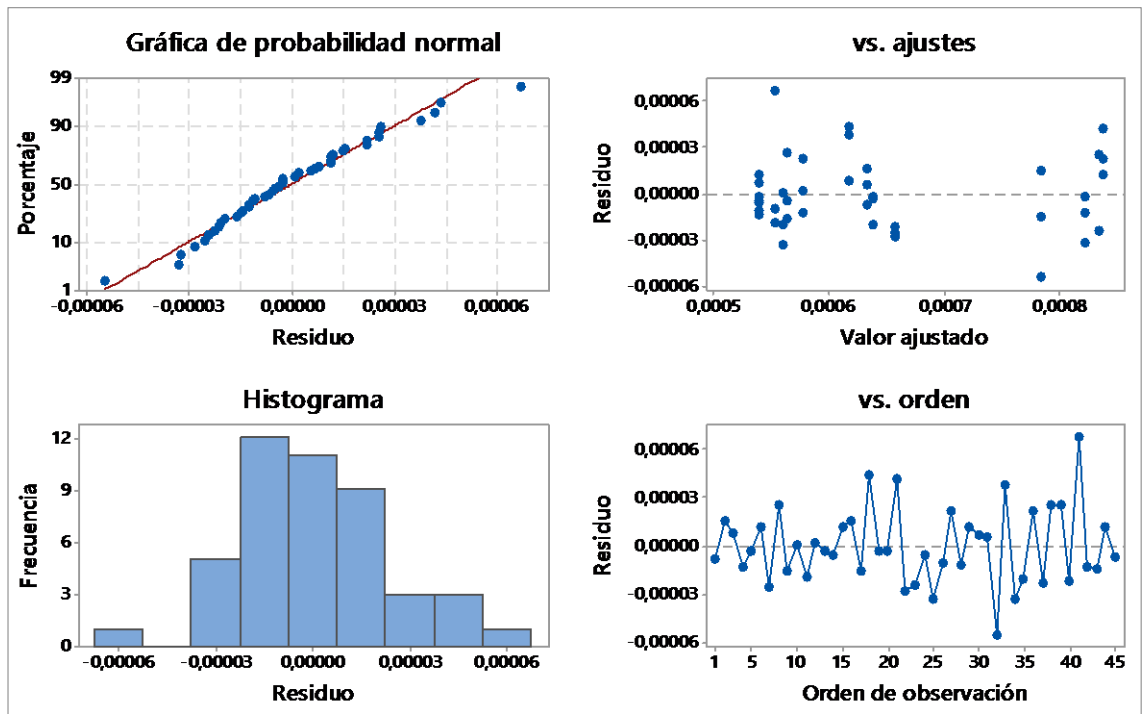 Gráfica de probabilidad normal
99
90
50
10
1
Porcentaje
-0,00006 -0,00003 0,00000 0,00003 0,00006
Residuo
vs. ajustes
0,00006
0,00003
0,00000
-0,00003
-0,00006
Residuo
0,0005 0,0006 0,0007 0,0008
Valor ajustado
Histograma
12
9
6
3
0
Frecuencia
-0,00006 -0,00003 0,00000 0,00003 0,00006
Residuo
vs. orden
0,00006
0,00003
0,00000
-0,00003
-0,00006
Residuo
1 5 10 15 20 25 30 35 40 45
Orden de observación